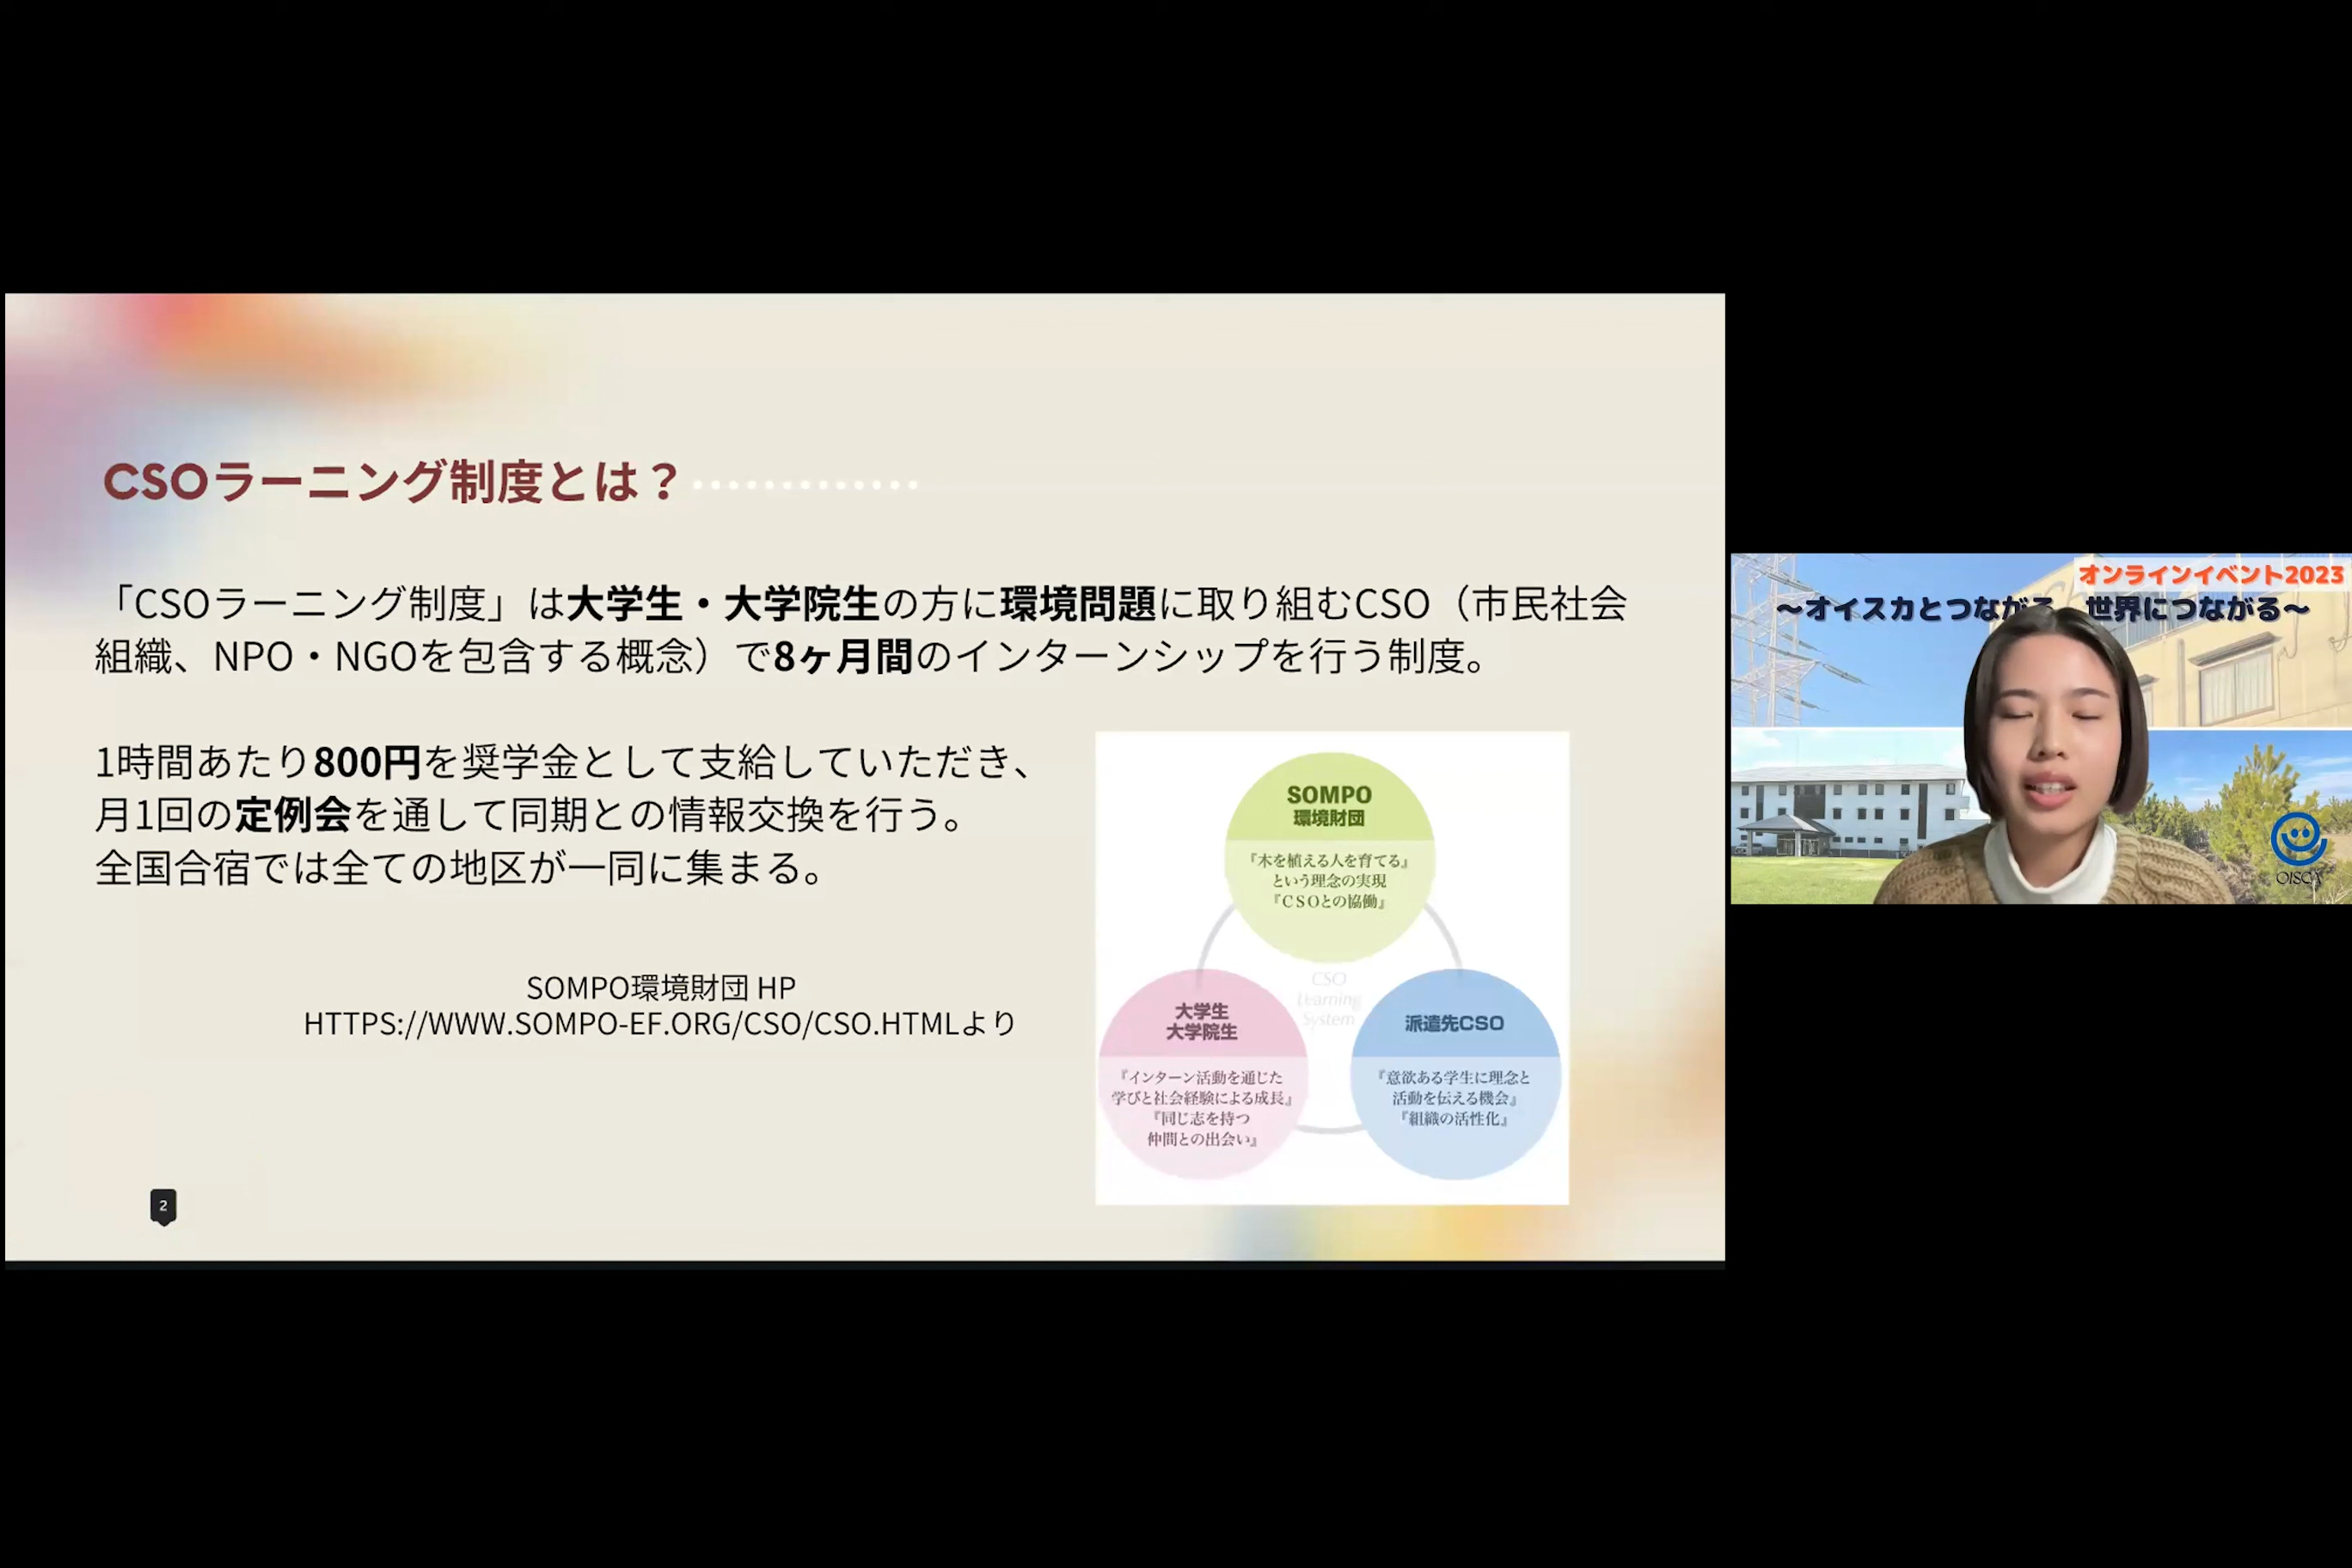 CSOラーニング制度とは？
「CSOラーニング制度」は大学生・大学院生の方に環境問題に取り組むCSO（市民社会
組織、NPO・NGOを包含する概念）で8ヶ月間のインターンシップを行う制度。
1時間あたり800円を奨学金として支給していただき、
月1回の定例会を通して同期との情報交換を行う。
全国合宿では全ての地区が一同に集まる。
SOMPO環境財団 HP
HTTPS://WWW.SOMPO-EF.ORG/CSO/CSO.HTMLより
SOMPO
環境財団
『木を植える人を育てる』
という理念の実現
『CSOとの協働』
CSO
Learning
System
大学生
大学院生
『インターン活動を通じた
学びと社会経験による成長』
『同じ志を持つ
仲間との出会い』
派遣先CSO
『意欲ある学生に理念と
活動を伝える機会』
『組織の活性化』
2
オンラインイベント2023
～オイスカとつながる 世界につながる～
OISCA